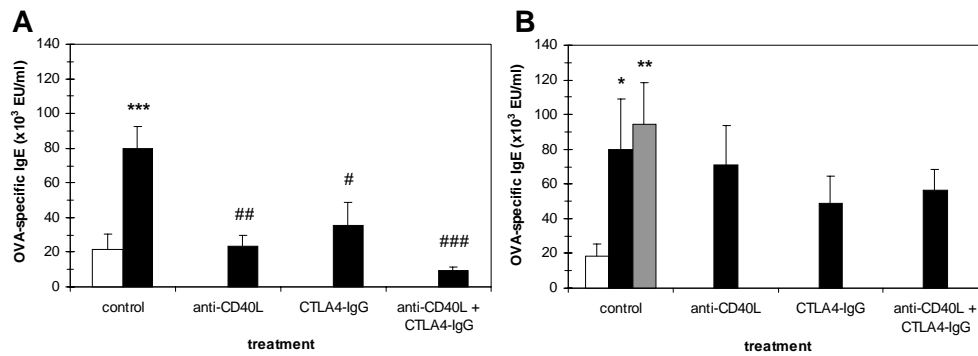 A
OVA-specific IgE (x10³ EU/ml)
140
120
100
80
60
40
20
0
***
##
#
###
control
anti-CD40L
CTLA4-IgG
anti-CD40L +
CTLA4-IgG
treatment
B
OVA-specific IgE (x10³ EU/ml)
140
120
100
80
60
40
20
0
*
**
control
anti-CD40L
CTLA4-IgG
anti-CD40L +
CTLA4-IgG
treatment